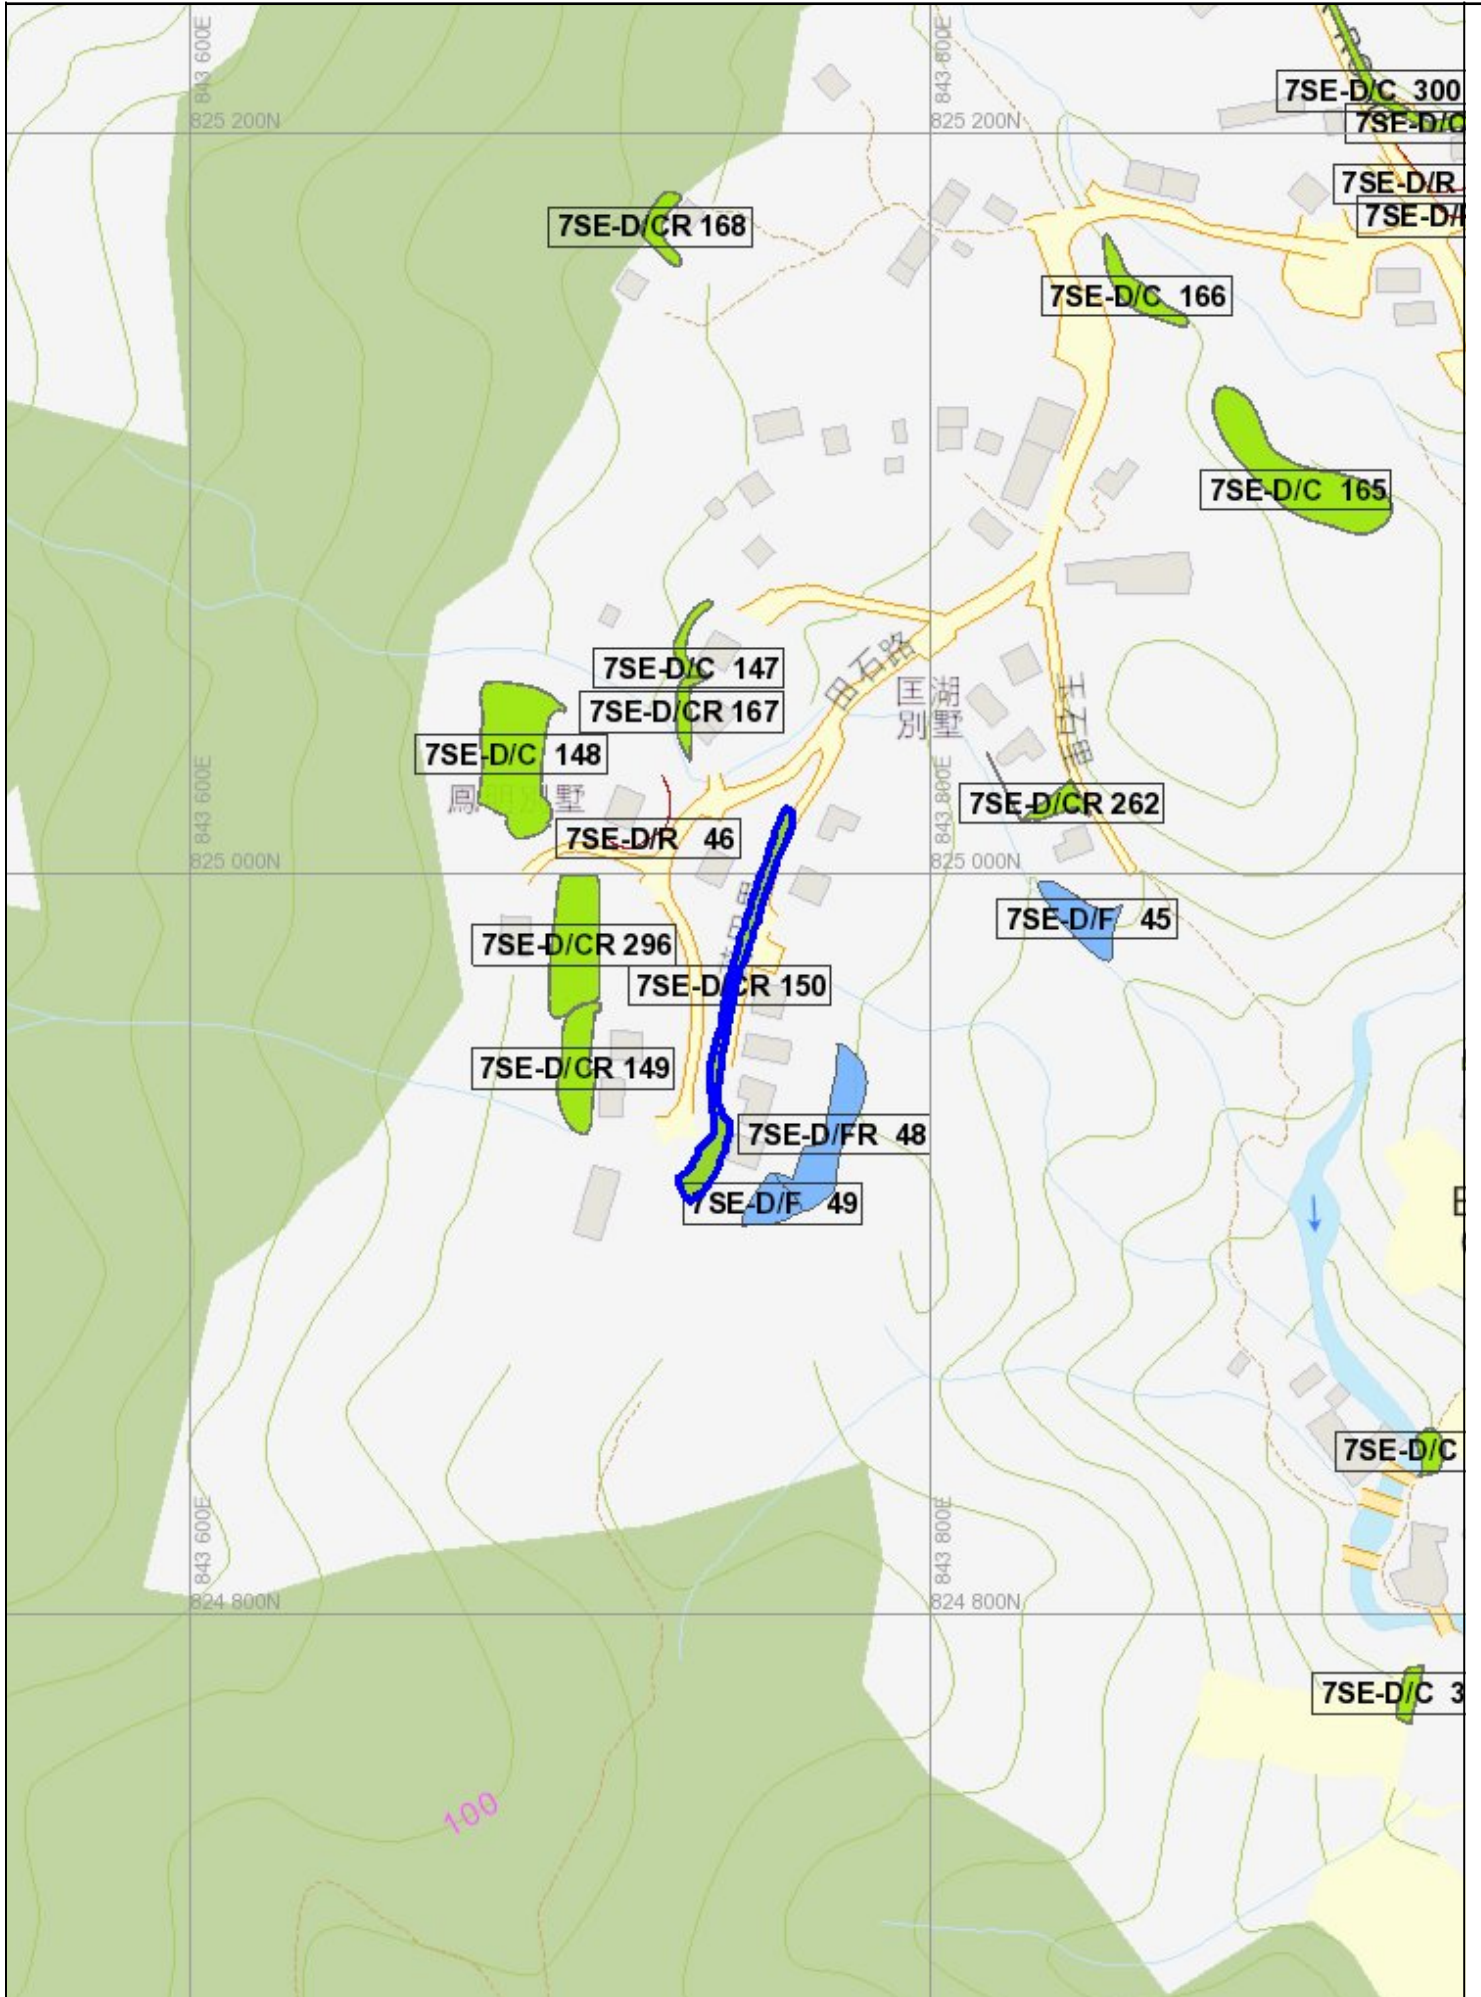 843 600E
843 800E
7SE-D/C 300
825 200N
825 200N
7SE-D/C
7SE-D/R
7SE-D/CR 168
7SE-D/C 166
7SE-D/C 165
田石路
7SE-D/C 147
匡湖
別墅
7SE-D/CR 167
7SE-D/C 148
843 600E
843 800E
7SE-D/CR 262
7SE-D/R 46
825 000N
825 000N
7SE-D/F 45
7SE-D/CR 296
7SE-D/CR 150
7SE-D/CR 149
7SE-D/FR 48
7SE-D/F 49
7SE-D/C
843 600E
843 800E
824 800N
824 800N
7SE-D/C 3
100